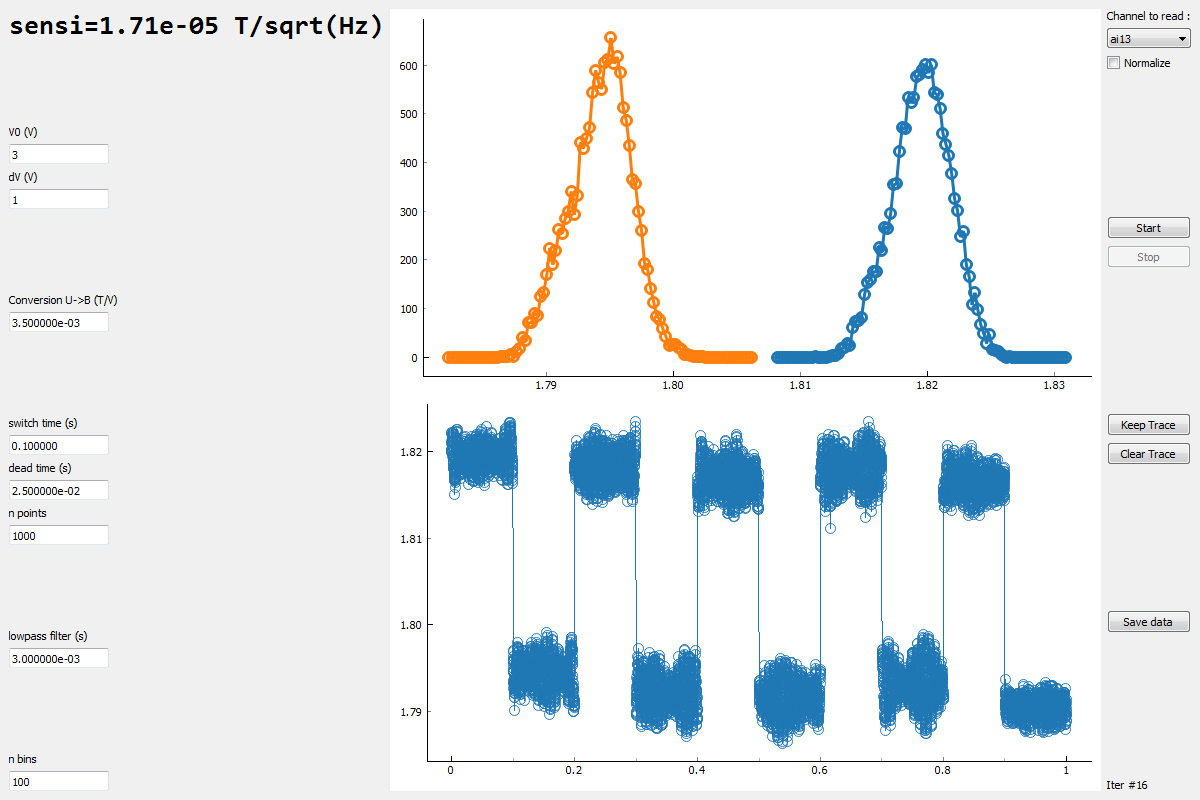 sensi=1.71e-05 T/sqrt(Hz)
V0 (V)
3
dV (V)
1
Conversion U->B (T/V)
3.500000e-03
switch time (s)
0.100000
dead time (s)
2.500000e-02
n points
1000
lowpass filter (s)
3.000000e-03
n bins
100
600
500
400
300
200
100
0
1.79
1.80
1.81
1.82
1.83
1.82
1.81
1.80
1.79
0
0.2
0.4
0.6
0.8
1
Channel to read :
ai13
Normalize
Start
Stop
Keep Trace
Clear Trace
Save data
Iter #16